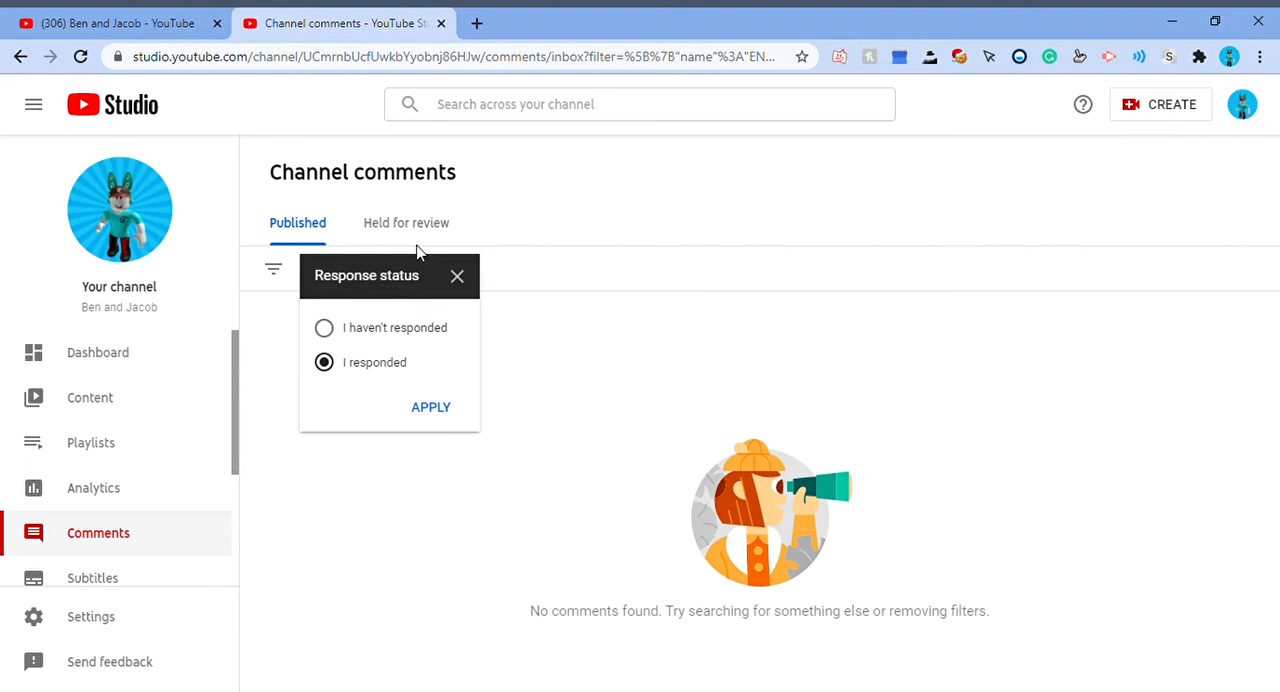 (306) Ben and Jacob - YouTube
Channel comments - YouTube St
studio.youtube.com/channel/UCmrnbUcfUwkbYyobnj86HJw/comments/inbox?filter=%5B%7B"name"%3A"EN...
Studio
Search across your channel
CREATE
Channel comments
Published
Held for review
Your channel
Ben and Jacob
Response status
I haven't responded
I responded
APPLY
Dashboard
Content
Playlists
Analytics
Comments
Subtitles
Settings
Send feedback
No comments found. Try searching for something else or removing filters.